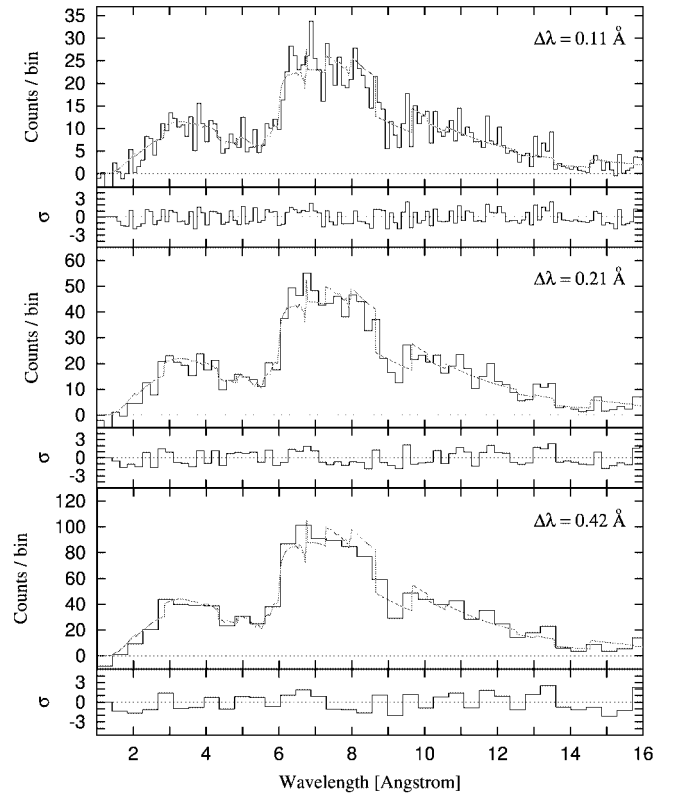 35
30
25
20
15
10
5
0
Counts / bin
Δλ = 0.11 Å
3
0
-3
σ
60
50
40
30
20
10
0
Counts / bin
Δλ = 0.21 Å
3
0
-3
σ
120
100
80
60
40
20
0
Counts / bin
Δλ = 0.42 Å
3
0
-3
σ
2 4 6 8 10 12 14 16
Wavelength [Angstrom]